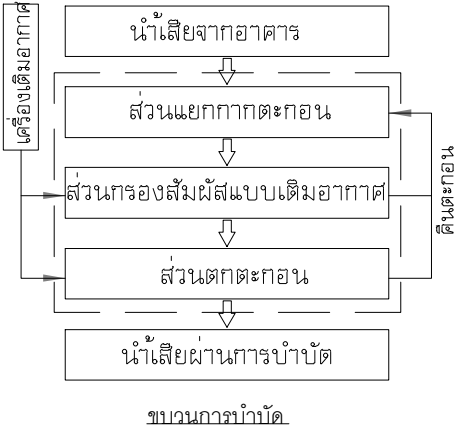 น้ำเสียจากอาคาร
เครื่องเติมอากาศ
ส่วนแยกกากตะกอน
ส่วนกรองสัมผัสแบบเติมอากาศ
คืนตะกอน
ส่วนตกตะกอน
น้ำเสียผ่านการบำบัด
ขบวนการบำบัด